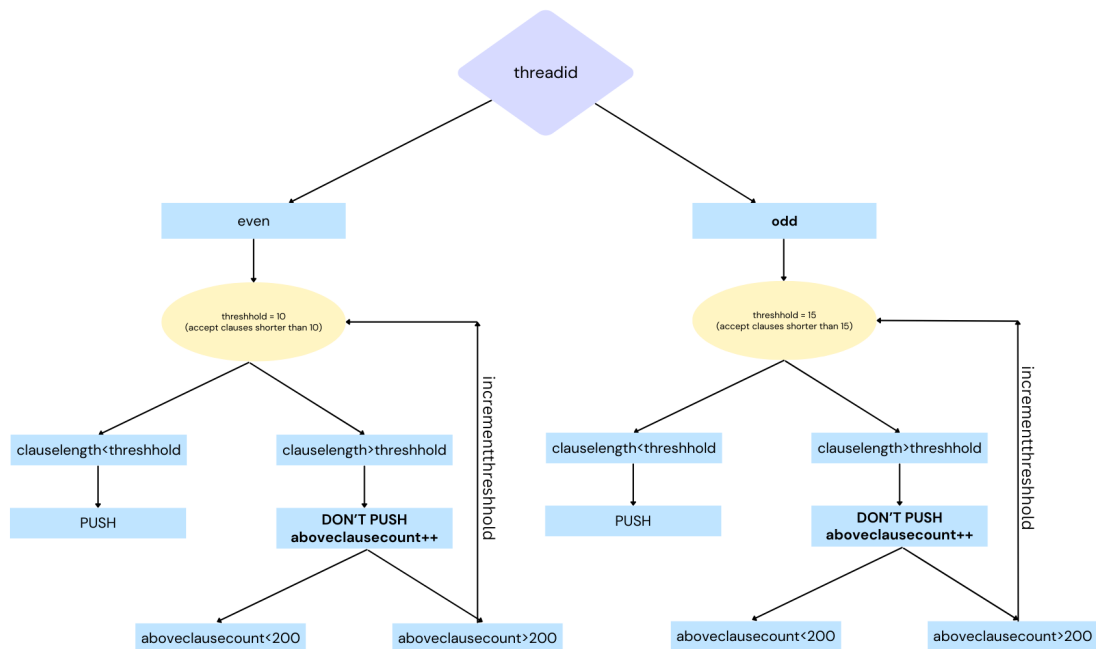 threadid
even
odd
threshhold = 10
(accept clauses shorter than 10)
threshhold = 15
(accept clauses shorter than 15)
incrementthreshhold
incrementthreshhold
clauselength<threshhold
clauselength>threshhold
clauselength<threshhold
clauselength>threshhold
PUSH
DON'T PUSH
aboveclausecount++
PUSH
DON'T PUSH
aboveclausecount++
aboveclausecount<200
aboveclausecount>200
aboveclausecount<200
aboveclausecount>200